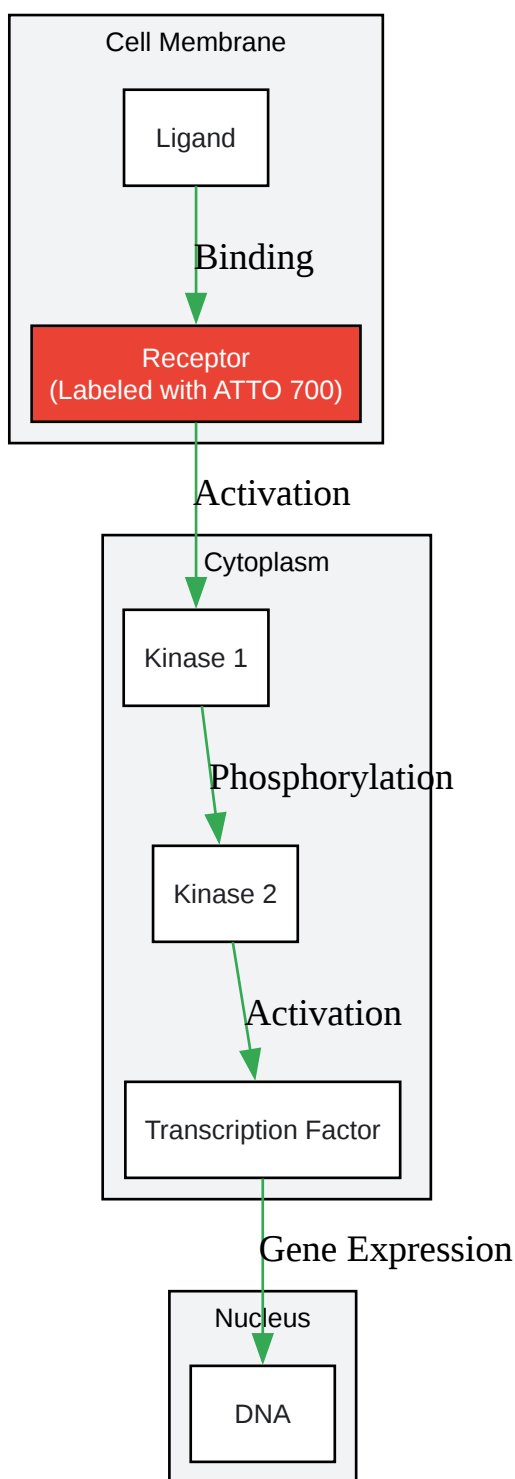 Cell Membrane
Ligand
Binding
Receptor
(Labeled with ATTO 700)
Activation
Cytoplasm
Kinase 1
Phosphorylation
Kinase 2
Activation
Transcription Factor
Gene Expression
Nucleus
DNA